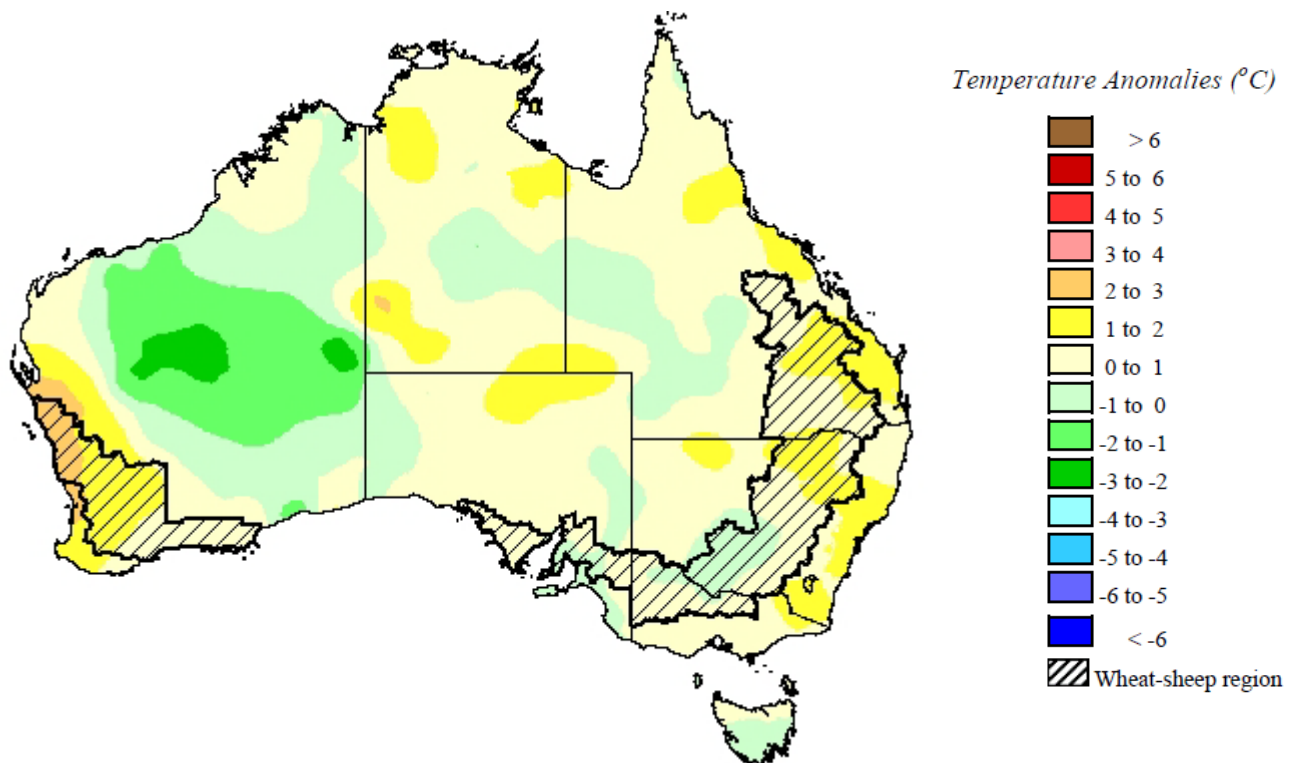 Temperature Anomalies (°C)
> 6
5 to 6
4 to 5
3 to 4
2 to 3
1 to 2
0 to 1
-1 to 0
-2 to -1
-3 to -2
-4 to -3
-5 to -4
-6 to -5
< -6
Wheat-sheep region